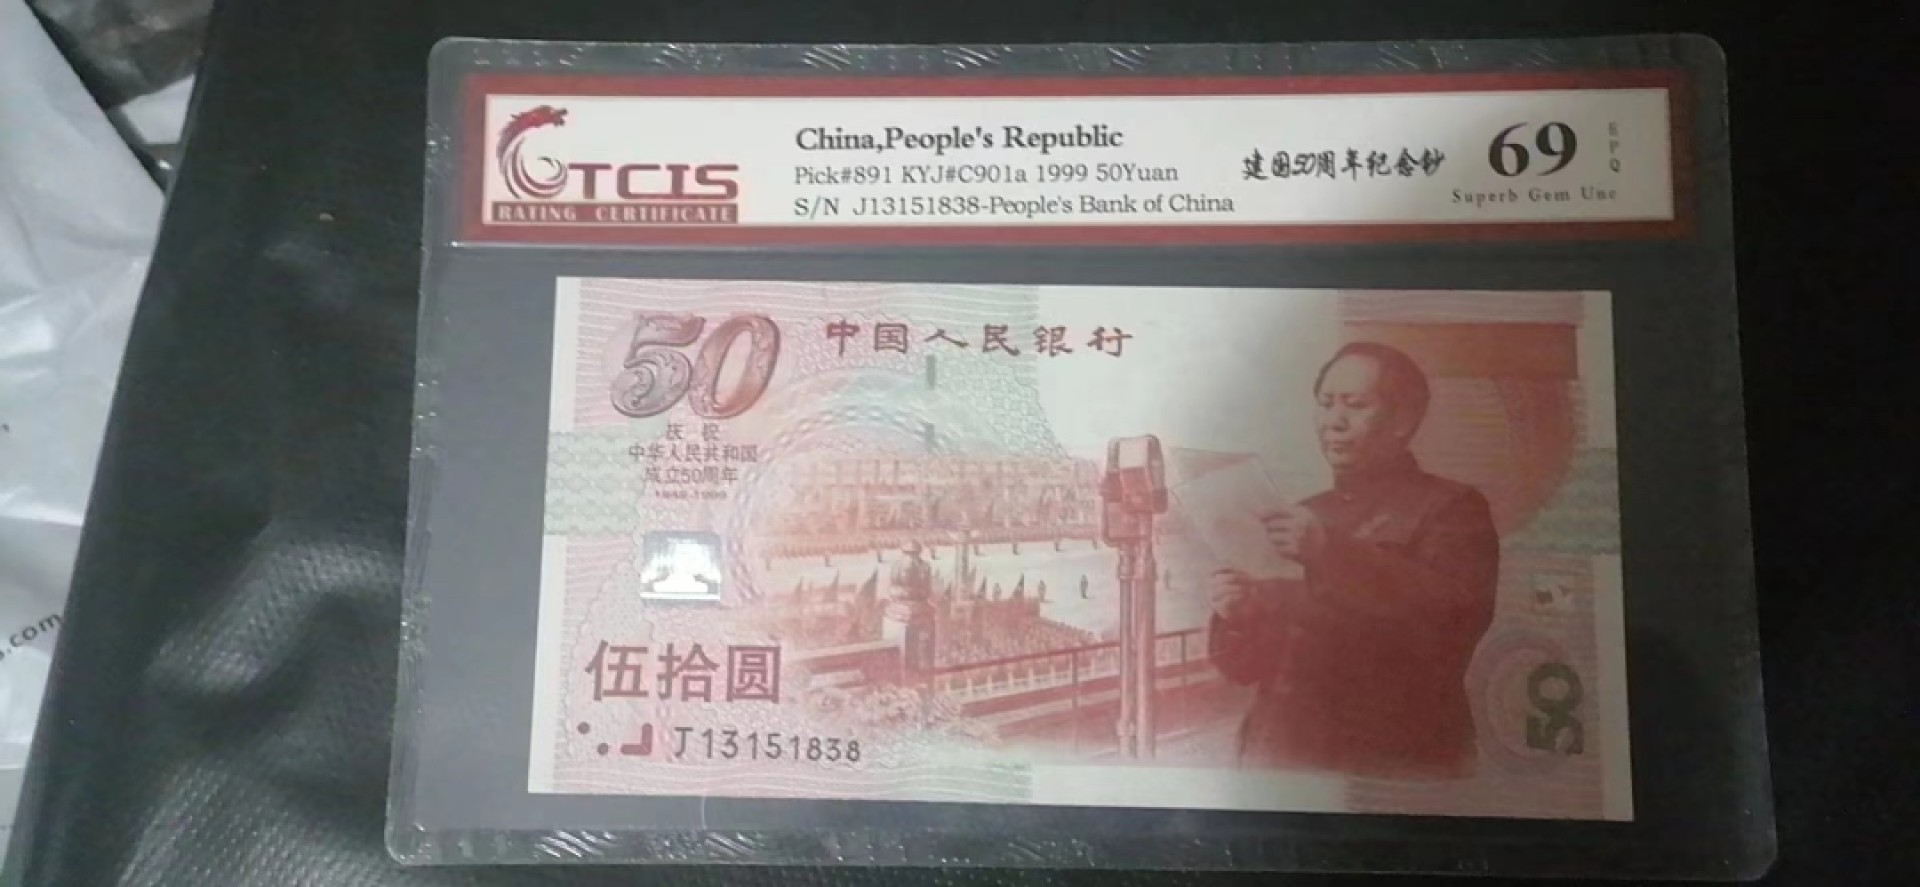 TCIS
RATING CERTIFICATE
China,People's Republic
Pick#891 KYJ#C901a 1999 50Yuan
S/N J13151838-People's Bank of China
建国50周年纪念钞
69
EPQ
Superb Gem Unc
50
中国人民银行
庆祝
中华人民共和国
成立50周年
1949-1999
伍拾圆
J13151838
50
.com